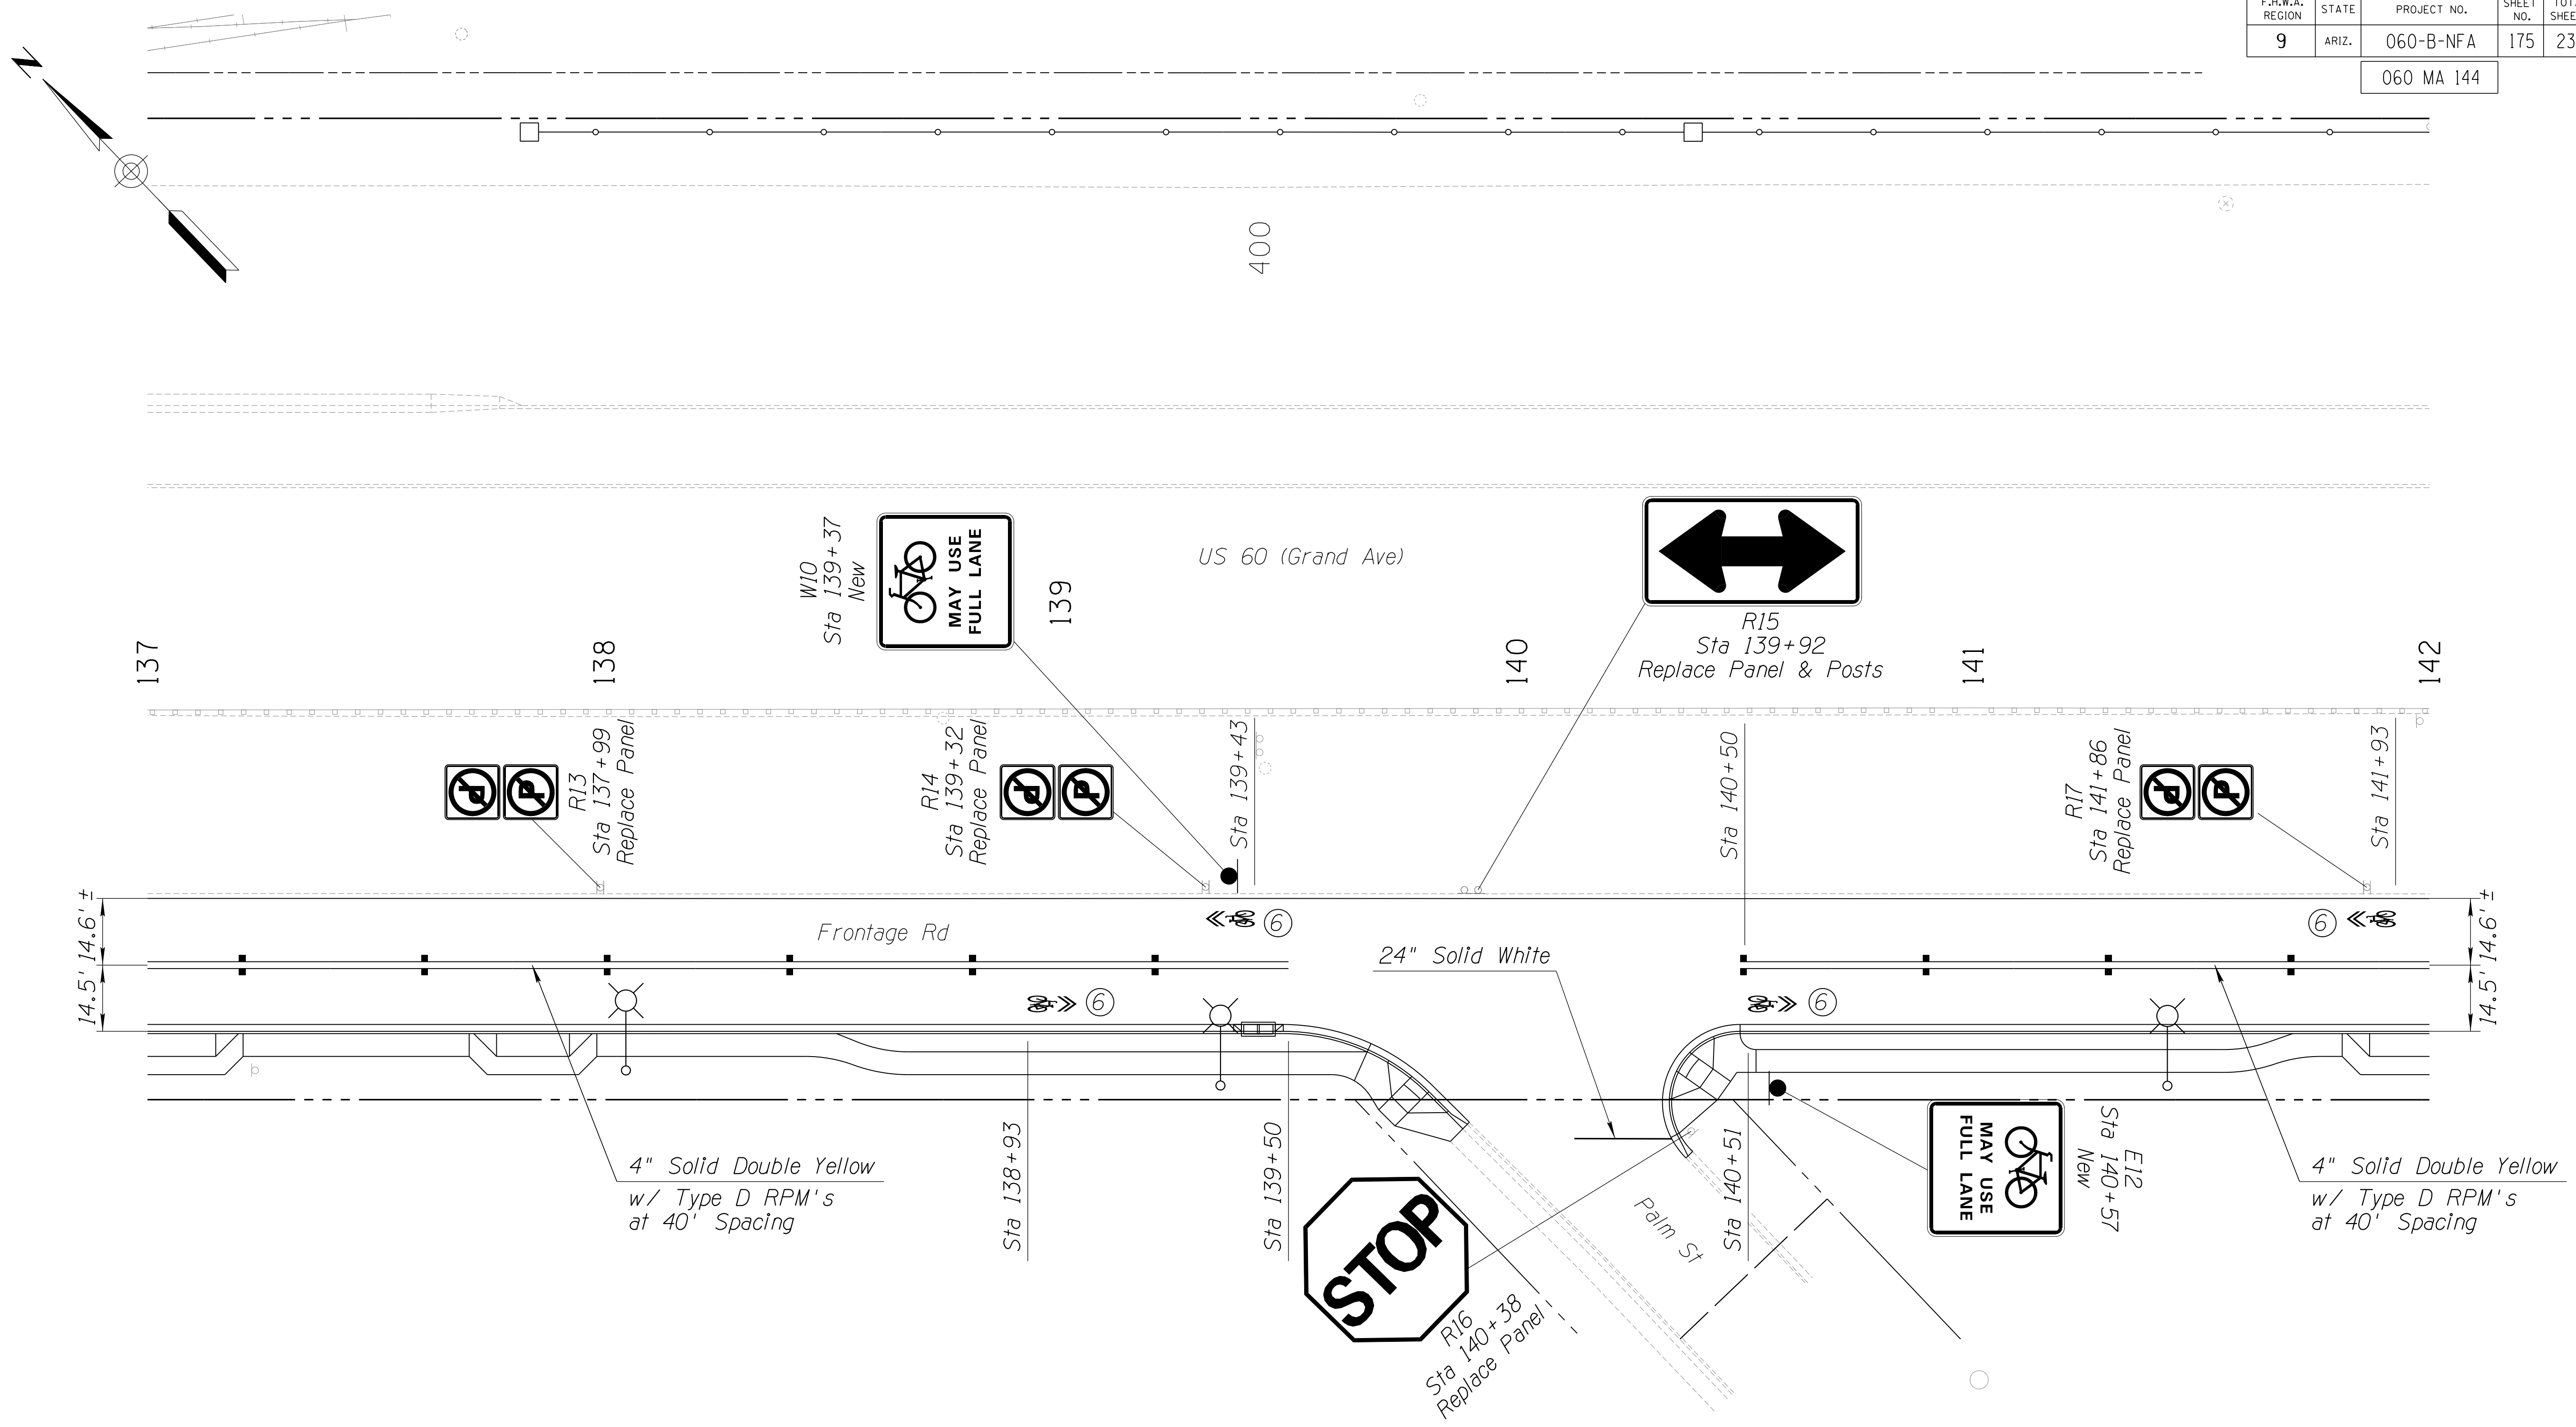 F.H.W.A. REGION
STATE
PROJECT NO.
SHEET NO.
9
ARIZ.
060-B-NFA
175
060 MA 144
N
400
W10
Sta 139+37
New
MAY USE
FULL LANE
139
US 60 (Grand Ave)
R15
Sta 139+92
Replace Panel & Posts
137
138
140
141
142
R13
Sta 137+99
Replace Panel
P
P
R14
Sta 139+32
Replace Panel
P
P
Sta 139+43
Sta 140+50
R17
Sta 141+86
Replace Panel
P
P
Sta 141+93
14.6' ±
14.5'
Frontage Rd
6
6
14.6' ±
14.5'
24" Solid White
6
6
4" Solid Double Yellow
w/ Type D RPM's
at 40' Spacing
Sta 138+93
Sta 139+50
STOP
R16
Sta 140+38
Replace Panel
Palm St
Sta 140+51
MAY USE
FULL LANE
E12
Sta 140+57
New
4" Solid Double Yellow
w/ Type D RPM's
at 40' Spacing